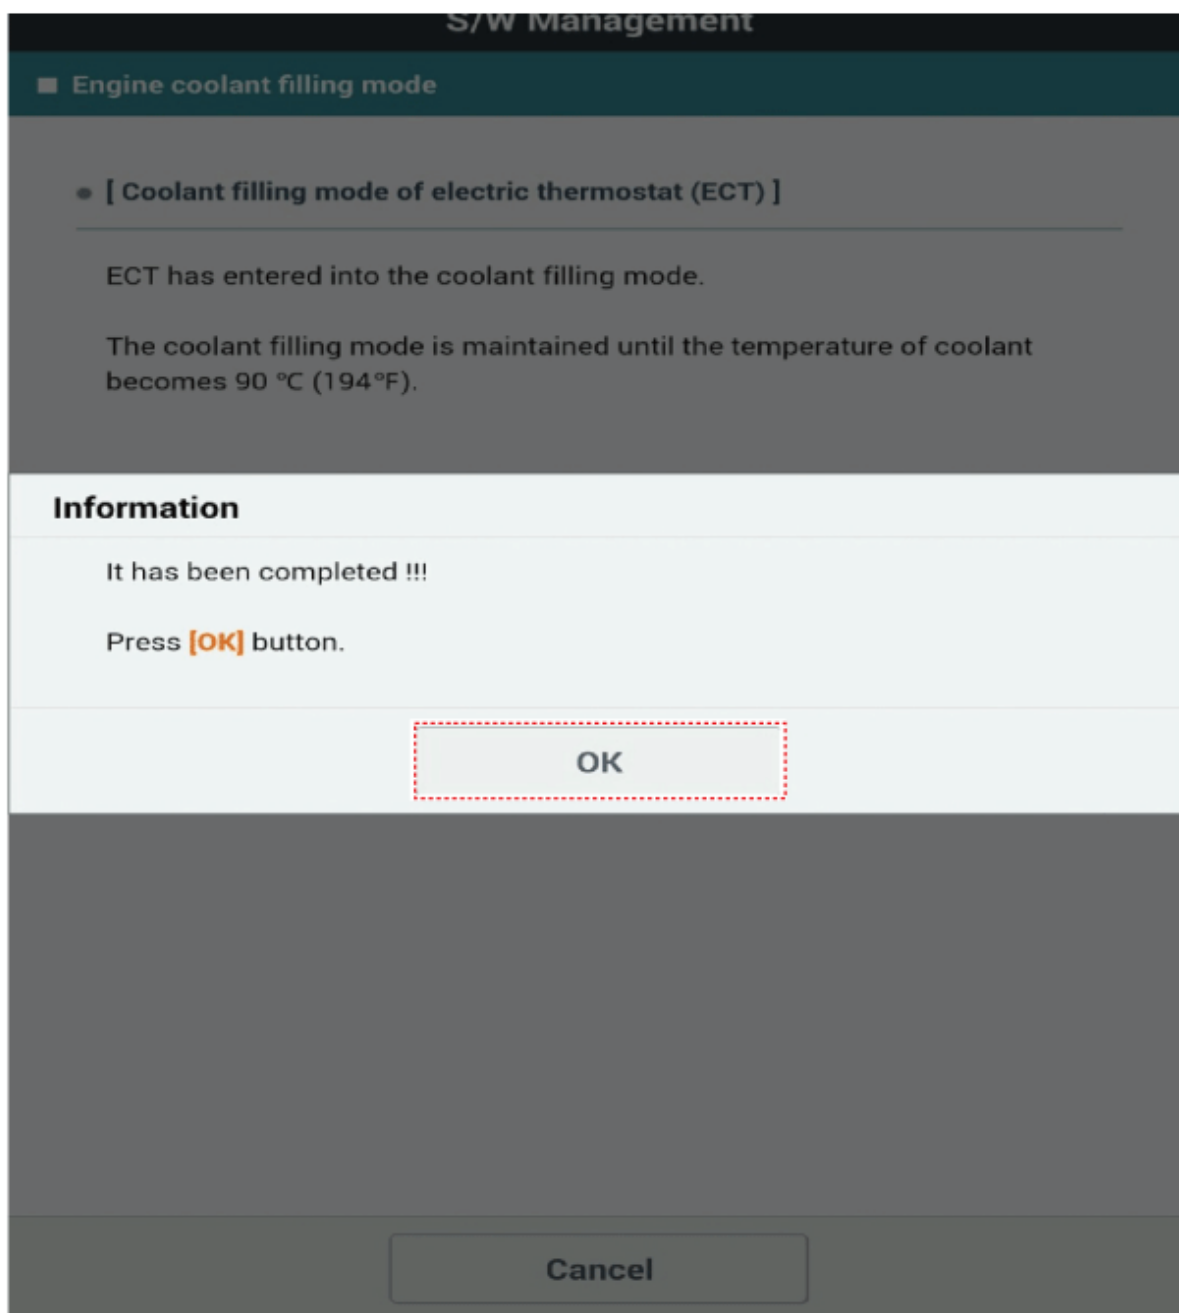 S/W Management
Engine coolant filling mode
[ Coolant filling mode of electric thermostat (ECT) ]
ECT has entered into the coolant filling mode.
The coolant filling mode is maintained until the temperature of coolant
becomes 90 ℃ (194°F).
Information
It has been completed !!!
Press [OK] button.
OK
Cancel